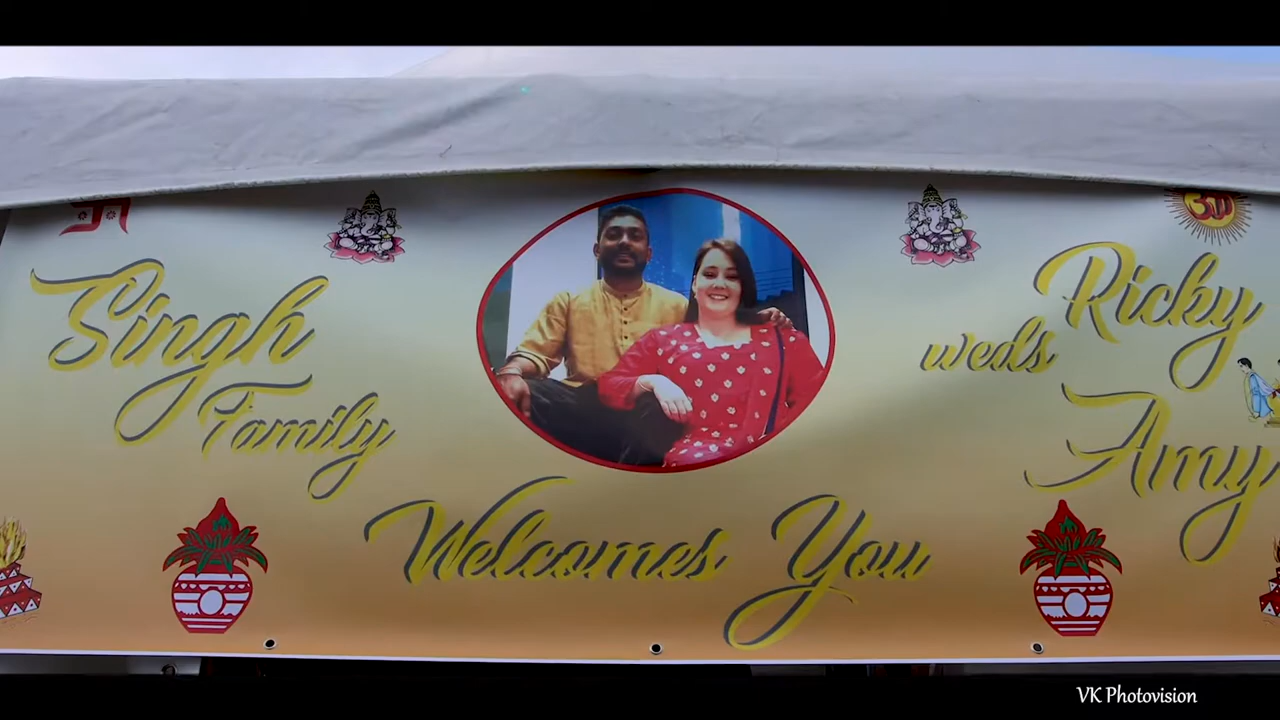 Singh
Family
Welcomes You
Ricky
weds
Amy
ॐ
VK Photovision